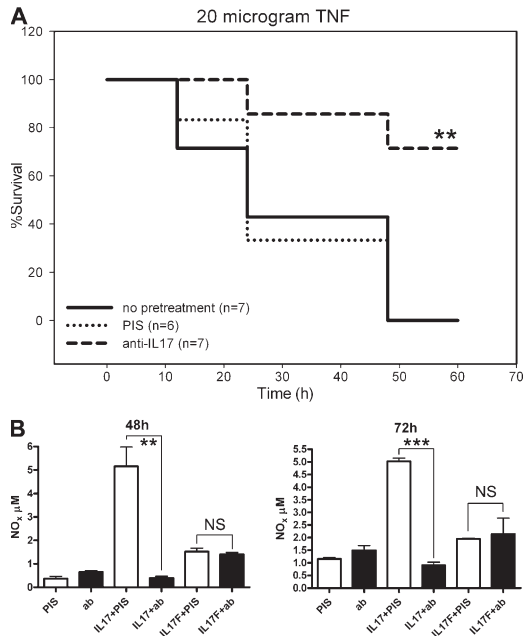 A
20 microgram TNF
120
100
80
60
40
20
0
%Survival
**
no pretreatment (n=7)
PIS (n=6)
anti-IL17 (n=7)
0 10 20 30 40 50 60 70
Time (h)
B
48h
6
5
4
3
2
1
0
NOx µM
**
NS
PIS
ab
IL17+PIS
IL17+ab
IL17F+PIS
IL17F+ab
72h
5.5
5.0
4.5
4.0
3.5
3.0
2.5
2.0
1.5
1.0
0.5
0.0
NOx µM
***
NS
PIS
ab
IL17+PIS
IL17+ab
IL17F+PIS
IL17F+ab